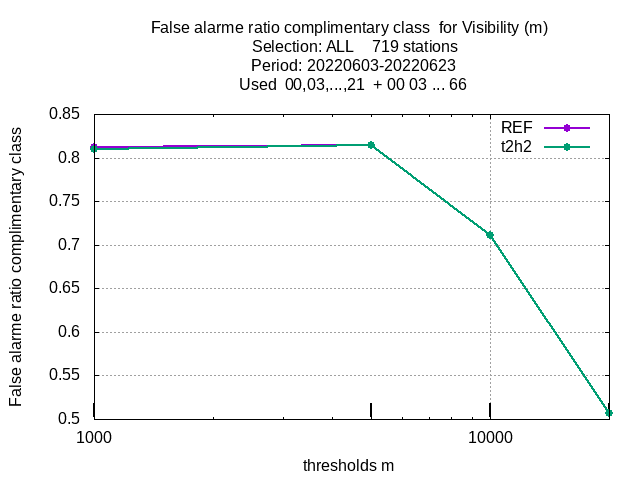 False alarme ratio complimentary class  for Visibility (m)
Selection: ALL    719 stations
Period: 20220603-20220623
Used  00,03,...,21  + 00 03 ... 66
False alarme ratio complimentary class
0.85
0.8
0.75
0.7
0.65
0.6
0.55
0.5
REF
t2h2
1000
10000
thresholds m